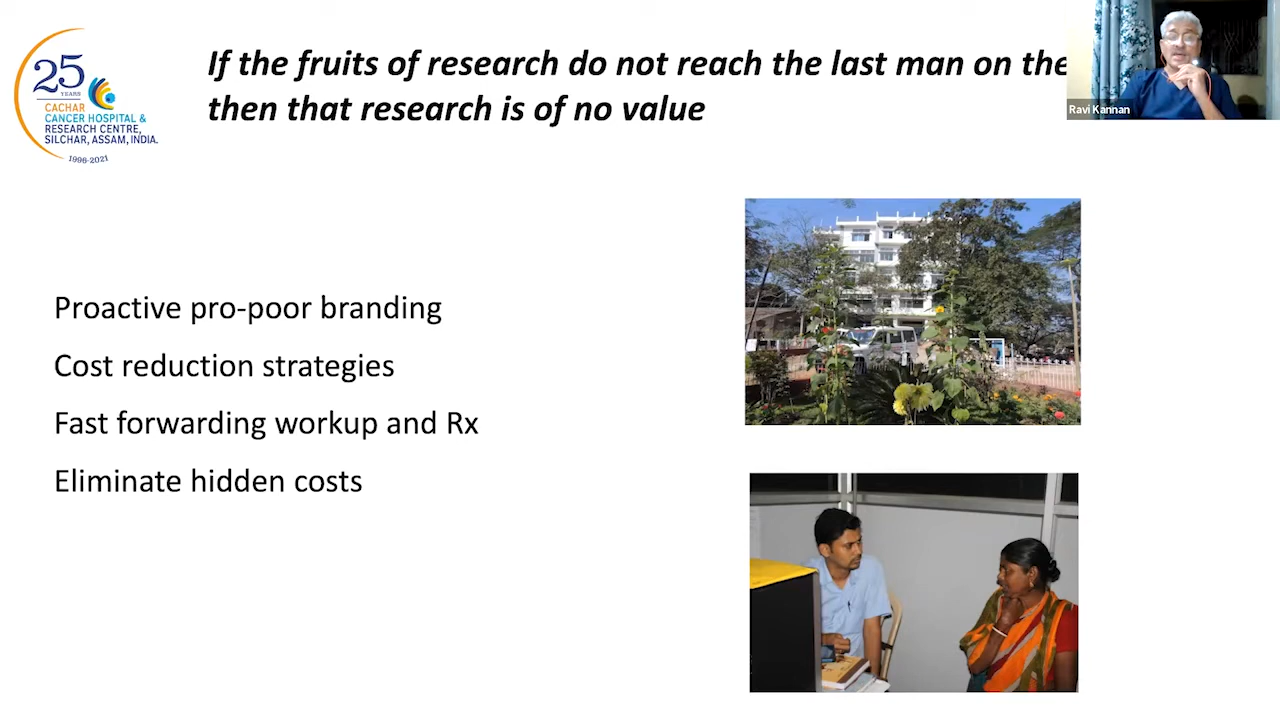 If the fruits of research do not reach the last man on the
then that research is of no value
Ravi Kannan
25
YEARS
CACHAR
CANCER HOSPITAL &
RESEARCH CENTRE,
SILCHAR, ASSAM, INDIA.
1996-2021
Proactive pro-poor branding
Cost reduction strategies
Fast forwarding workup and Rx
Eliminate hidden costs